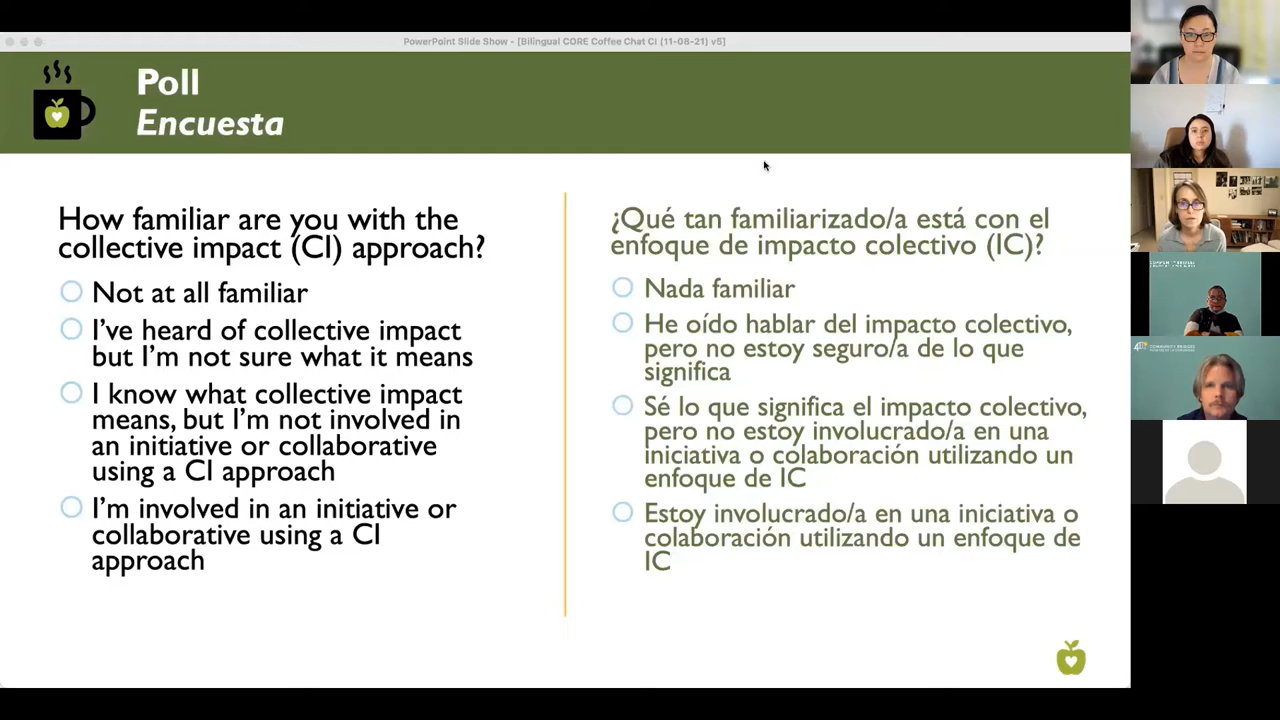 PowerPoint Slide Show - [Bilingual CORE Coffee Chat CI (11-08-21) v5]
Poll
Encuesta
How familiar are you with the
collective impact (CI) approach?
Not at all familiar
I've heard of collective impact
but I'm not sure what it means
I know what collective impact
means, but I'm not involved in
an initiative or collaborative
using a CI approach
I'm involved in an initiative or
collaborative using a CI
approach
¿Qué tan familiarizado/a está con el
enfoque de impacto colectivo (IC)?
Nada familiar
He oído hablar del impacto colectivo,
pero no estoy seguro/a de lo que
significa
Sé lo que significa el impacto colectivo,
pero no estoy involucrado/a en una
iniciativa o colaboración utilizando un
enfoque de IC
Estoy involucrado/a en una iniciativa o
colaboración utilizando un enfoque de
IC
COMMUNITY BRIDGES